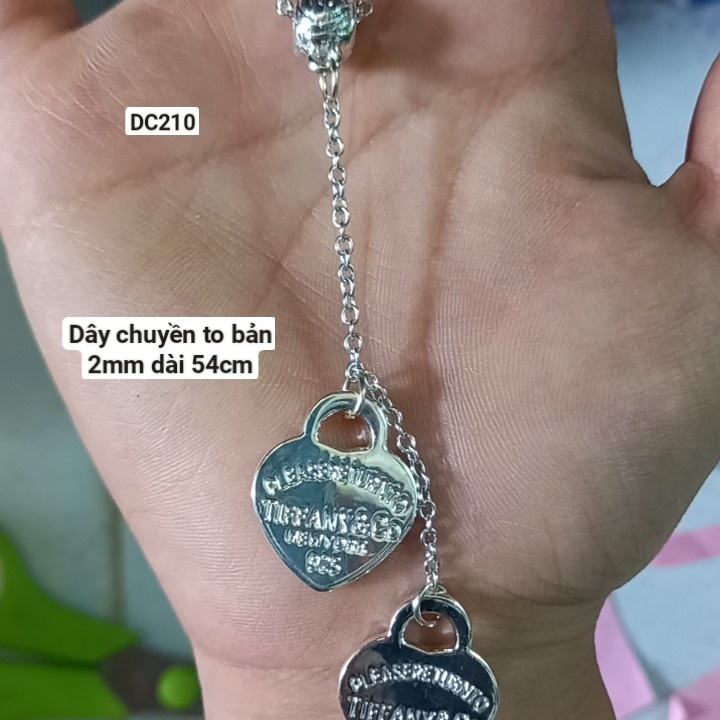 DC210
Dây chuyền to bản
2mm dài 54cm
PLEASE RETURN TO
TIFFANY & CO
NEW YORK
925
PLEASE RETURN TO
TIFFANY & CO